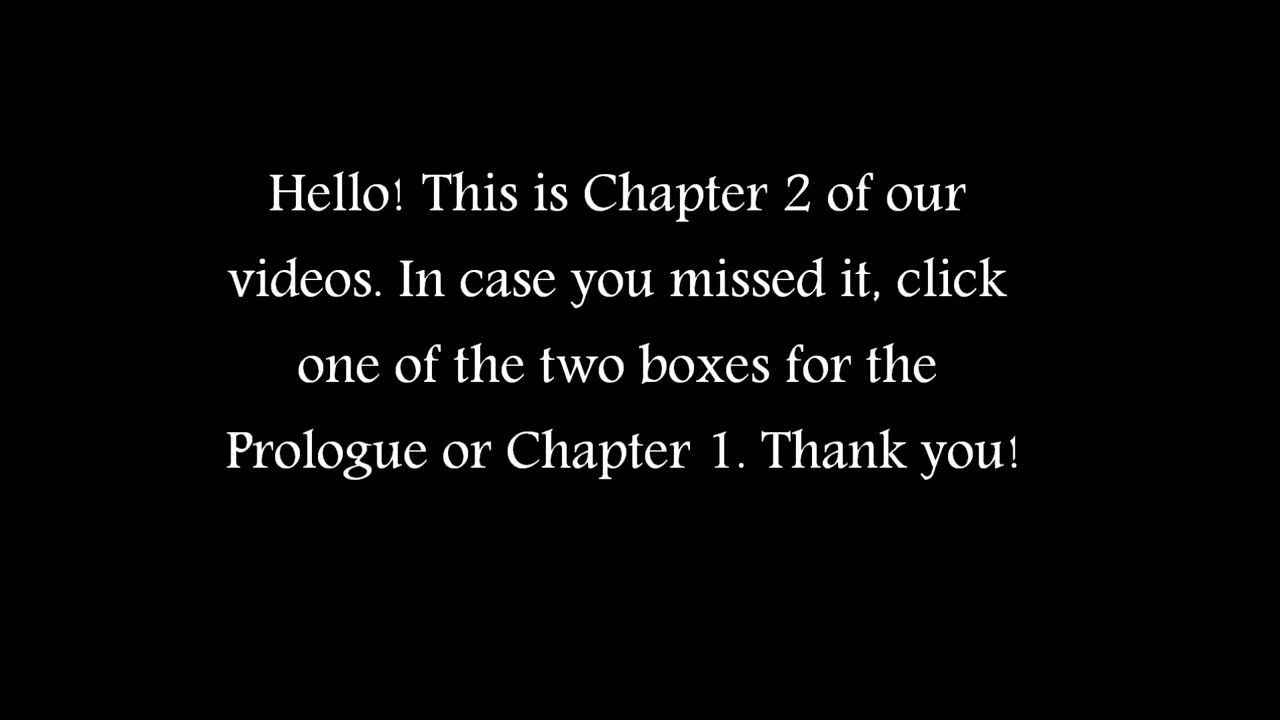 Hello! This is Chapter 2 of our
videos. In case you missed it, click
one of the two boxes for the
Prologue or Chapter 1. Thank you!